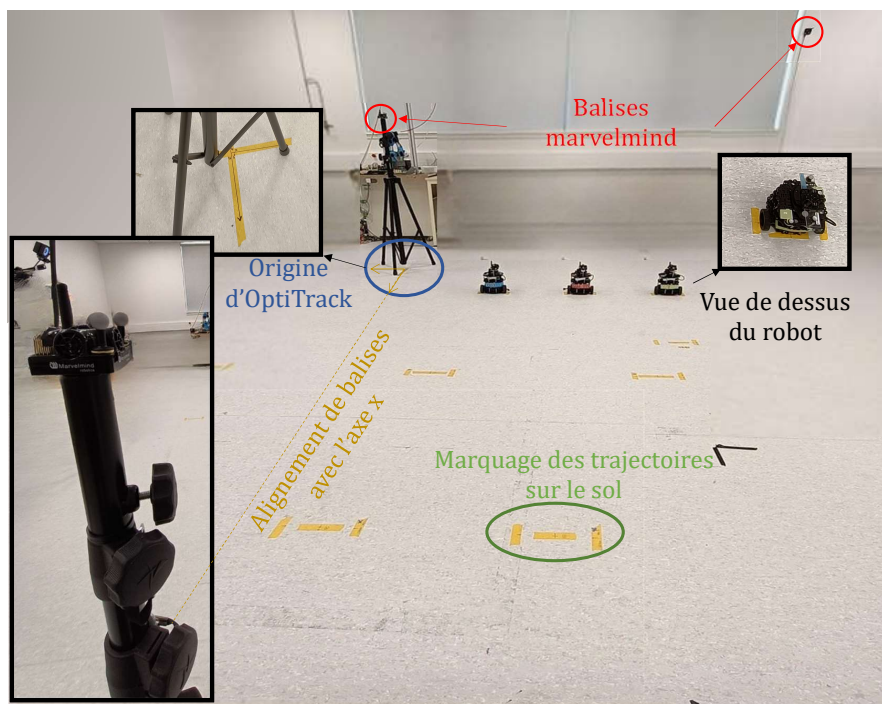 Balises
marvelmind
Origine
d'OptiTrack
Vue de dessus
du robot
Marvelmind
Alignement de balises
avec l'axe x
Marquage des trajectoires
sur le sol